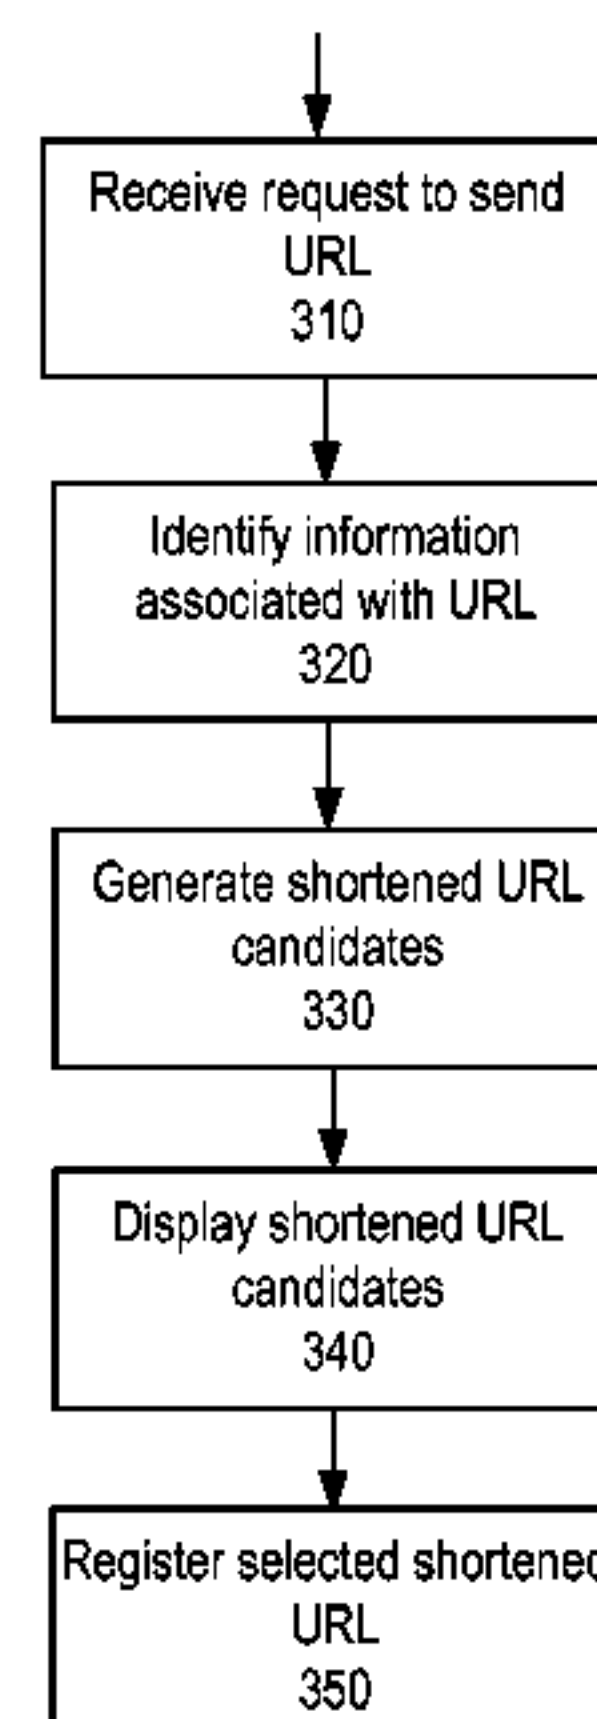 Receive request to send
URL
310
Identify information
associated with URL
320
Generate shortened URL
candidates
330
Display shortened URL
candidates
340
Register selected shortened
URL
350